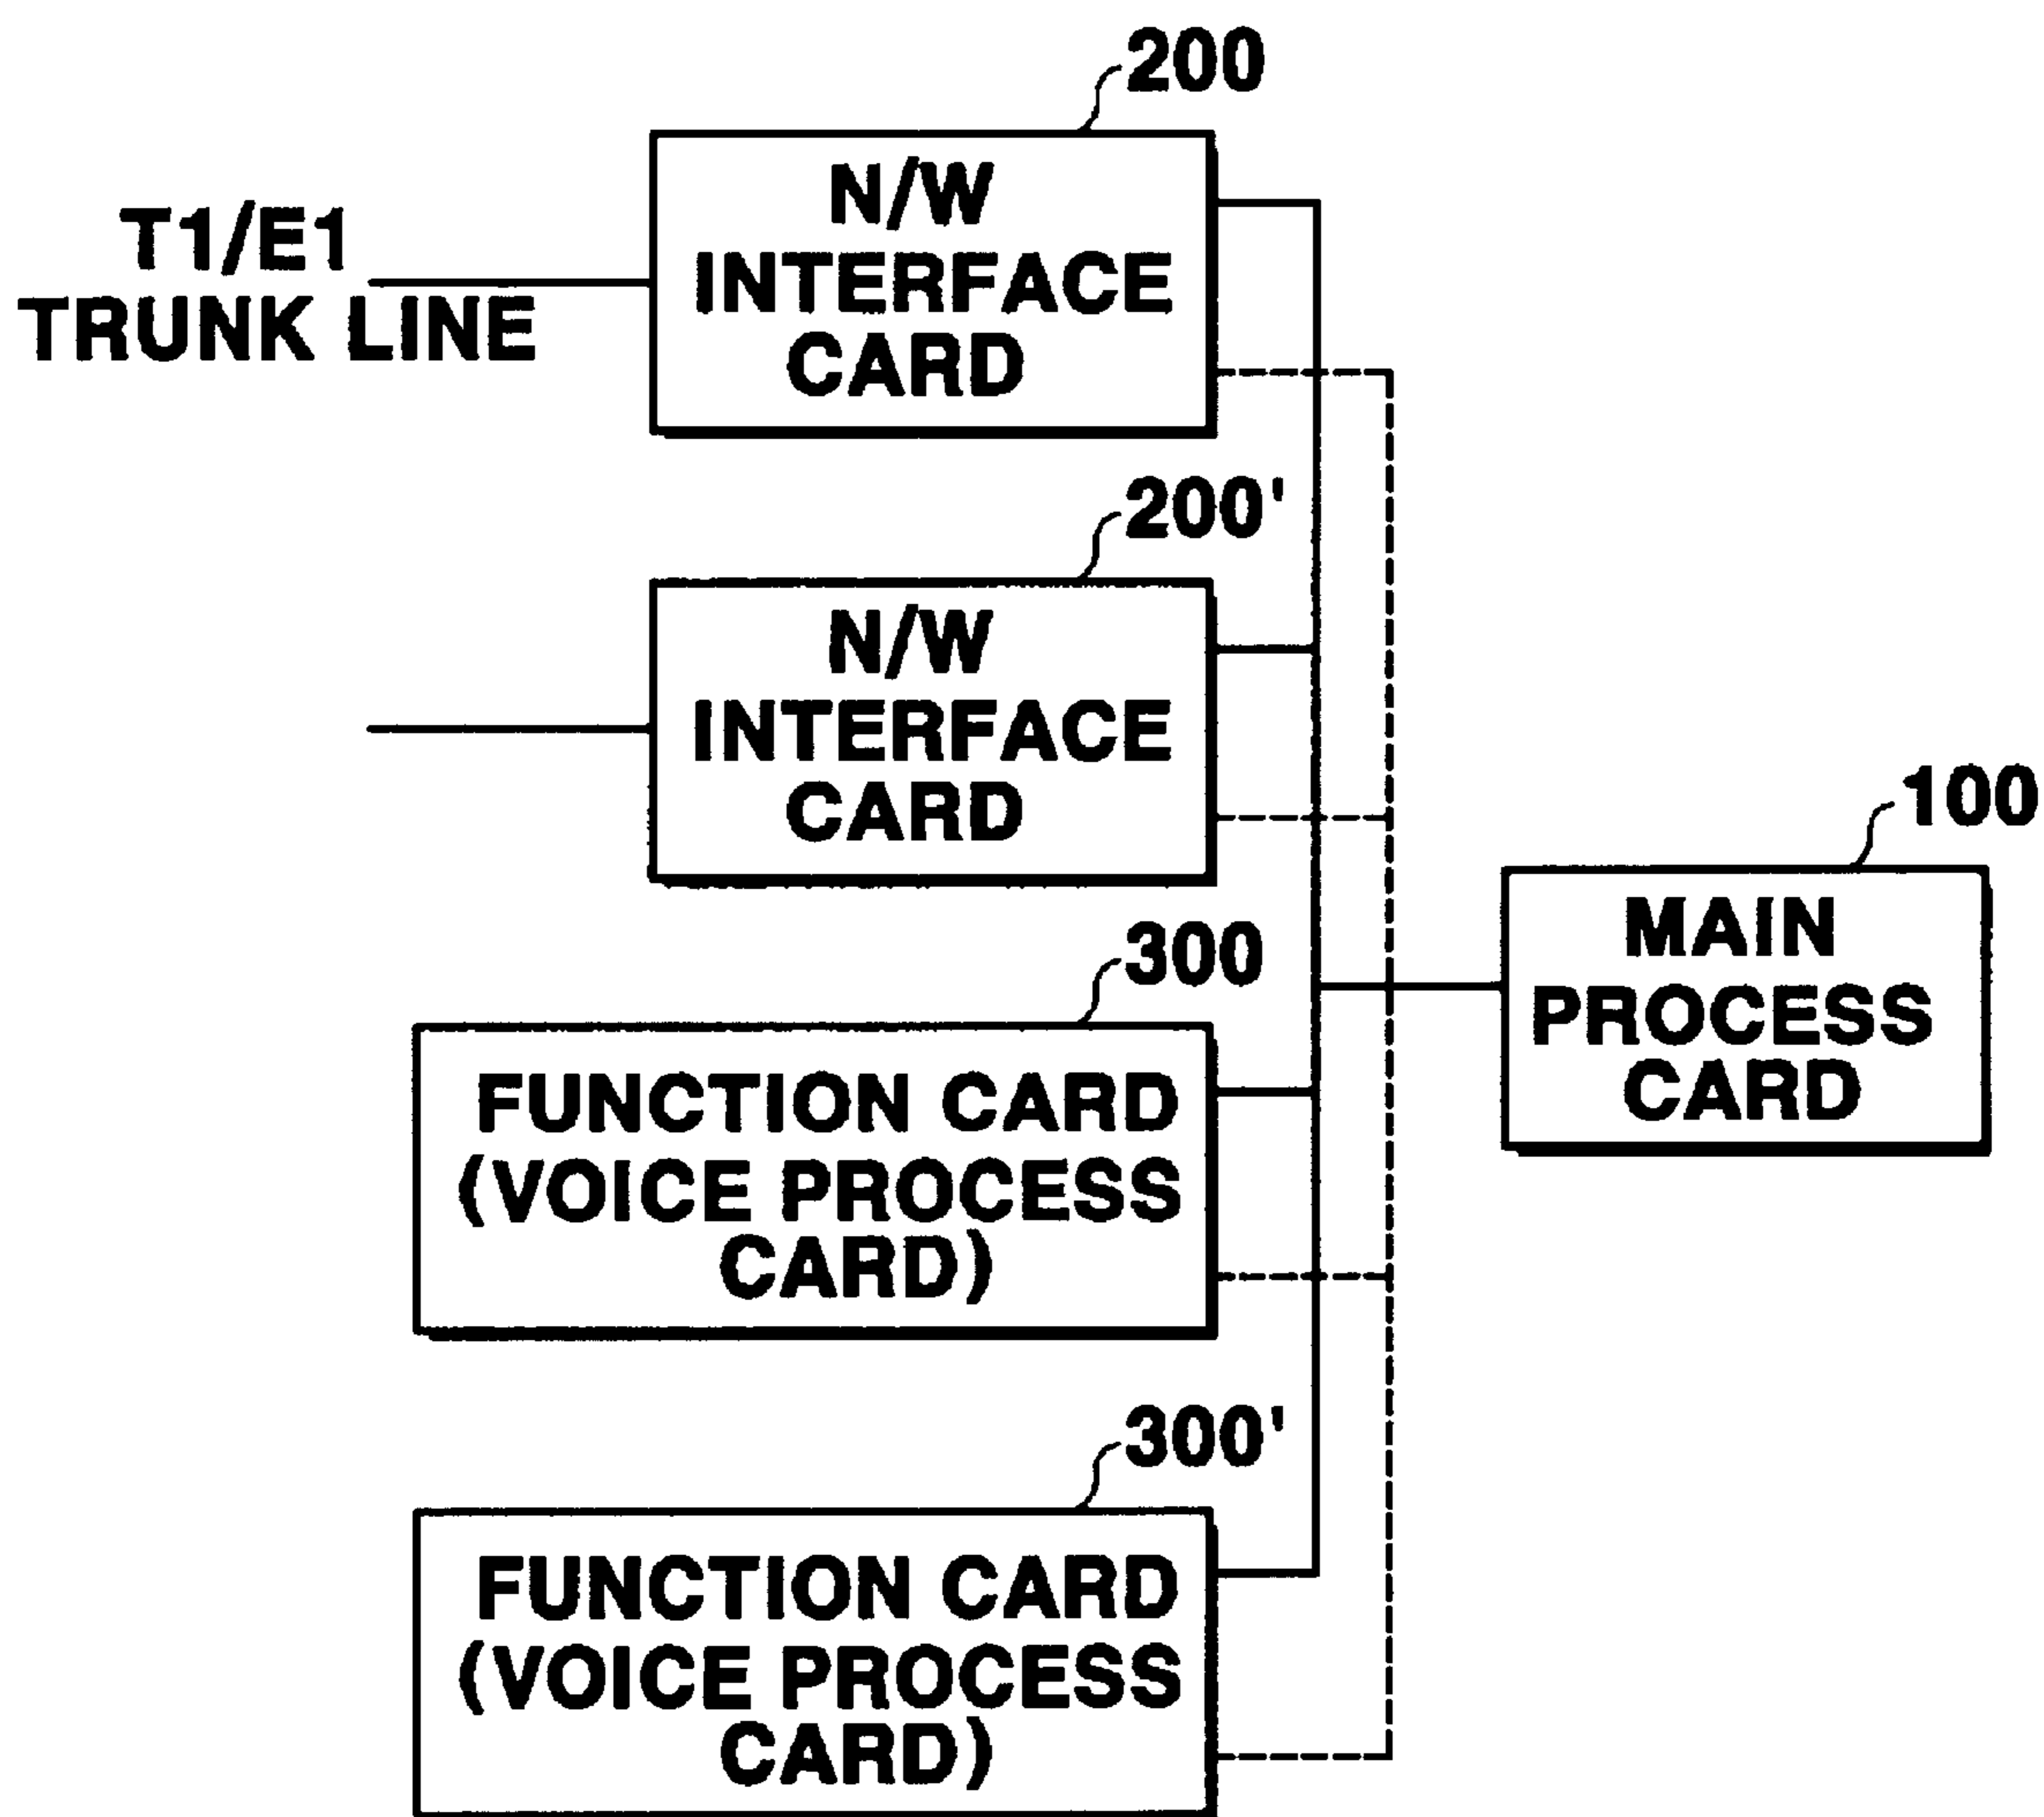 200
T1/E1
TRUNK LINE
N/W
INTERFACE
CARD
200'
N/W
INTERFACE
CARD
100
MAIN
PROCESS
CARD
300
FUNCTION CARD
(VOICE PROCESS
CARD)
300'
FUNCTION CARD
(VOICE PROCESS
CARD)